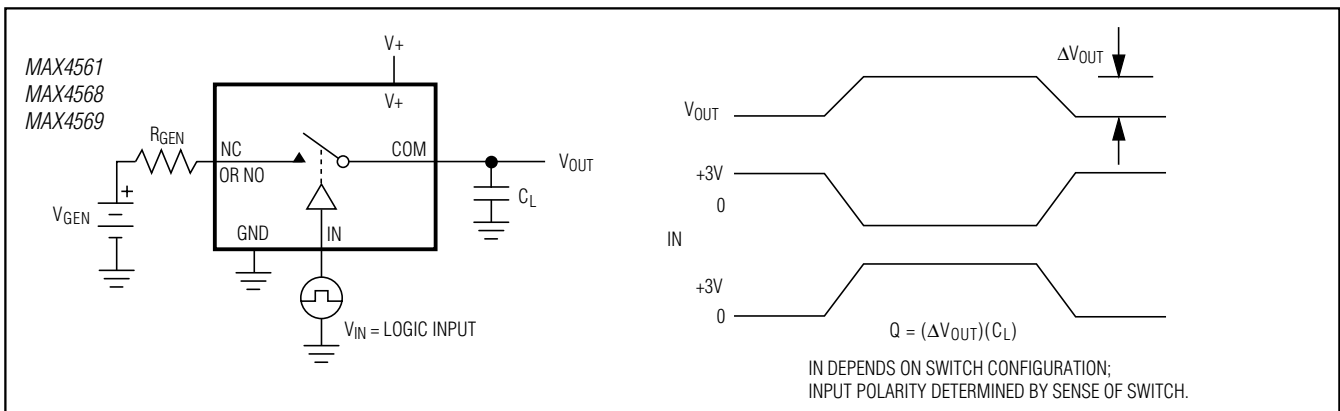 MAX4561
MAX4568
MAX4569
V+
V+
RGEN
NC
OR NO
COM
VOUT
CL
VGEN
+
GND
IN
VIN = LOGIC INPUT
ΔVOUT
VOUT
+3V
0
IN
+3V
0
Q = (ΔVOUT)(CL)
IN DEPENDS ON SWITCH CONFIGURATION;
INPUT POLARITY DETERMINED BY SENSE OF SWITCH.